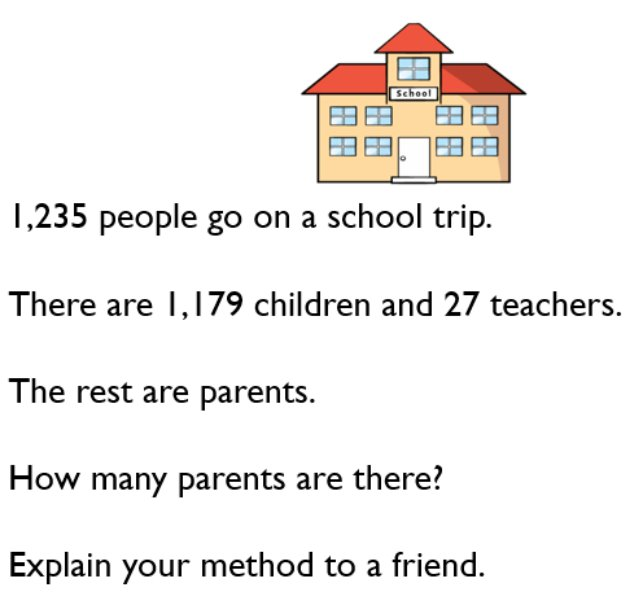 School
1,235 people go on a school trip.
There are 1,179 children and 27 teachers.
The rest are parents.
How many parents are there?
Explain your method to a friend.